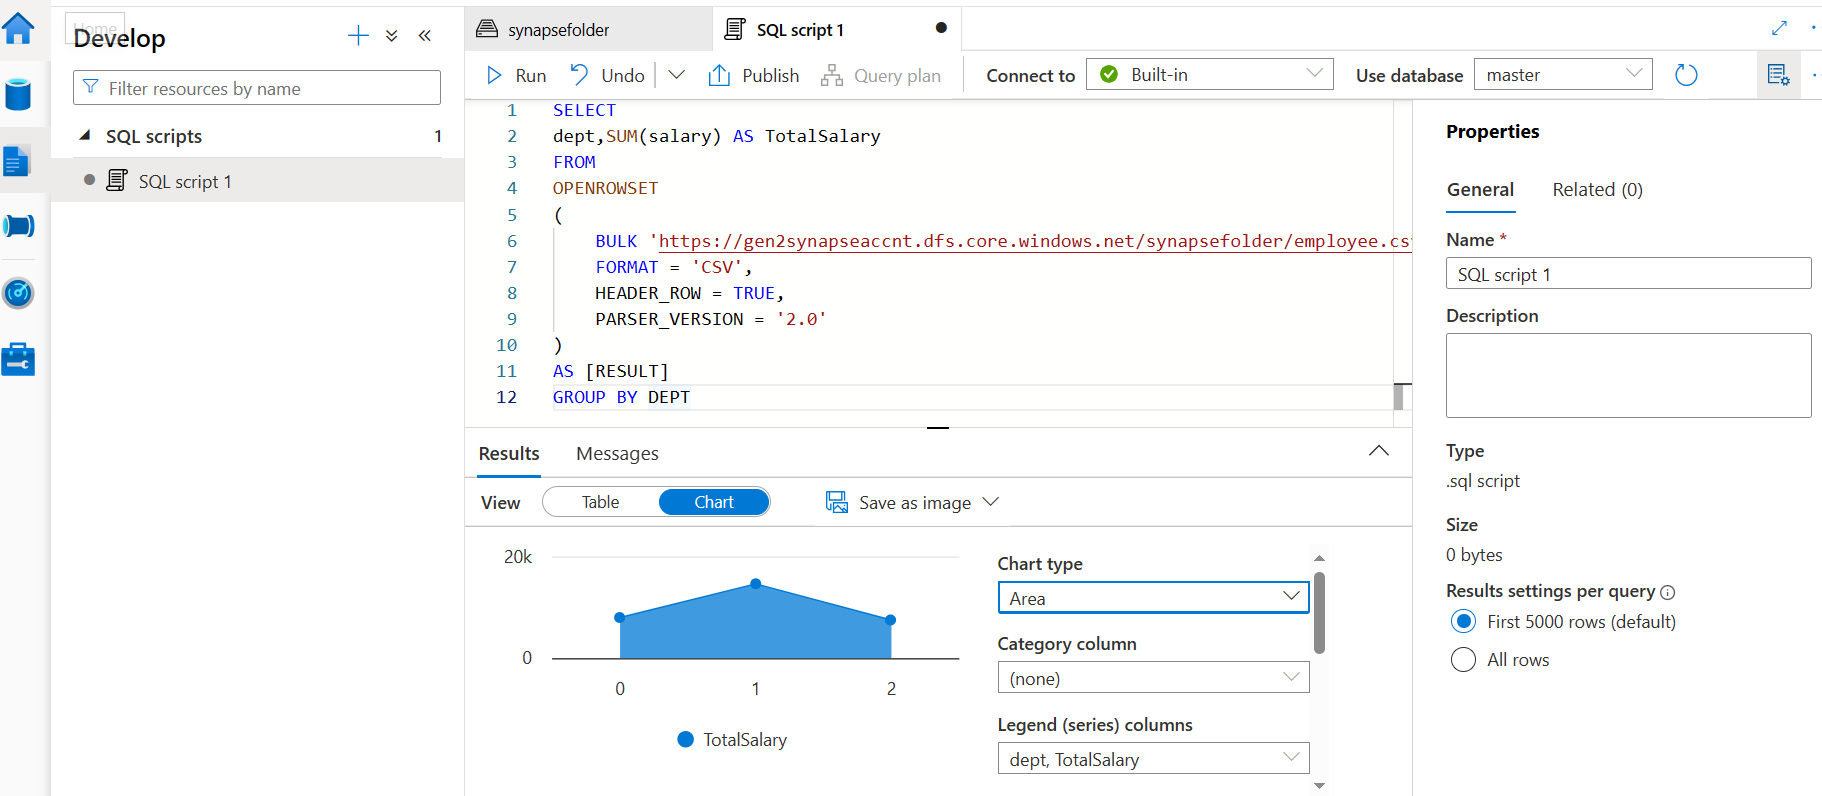 Home
Develop
Filter resources by name
SQL scripts 1
SQL script 1
synapsefolder
SQL script 1
Run
Undo
Publish
Query plan
Connect to
Built-in
Use database
master
1 SELECT
2 dept,SUM(salary) AS TotalSalary
3 FROM
4 OPENROWSET
5 (
6 BULK 'https://gen2synapseaccnt.dfs.core.windows.net/synapsefolder/employee.cs
7 FORMAT = 'CSV',
8 HEADER_ROW = TRUE,
9 PARSER_VERSION = '2.0'
10 )
11 AS [RESULT]
12 GROUP BY DEPT
Results Messages
View Table Chart Save as image
20k
0
0 1 2
TotalSalary
Chart type
Area
Category column
(none)
Legend (series) columns
dept, TotalSalary
Properties
General Related (0)
Name *
SQL script 1
Description
Type
.sql script
Size
0 bytes
Results settings per query
First 5000 rows (default)
All rows